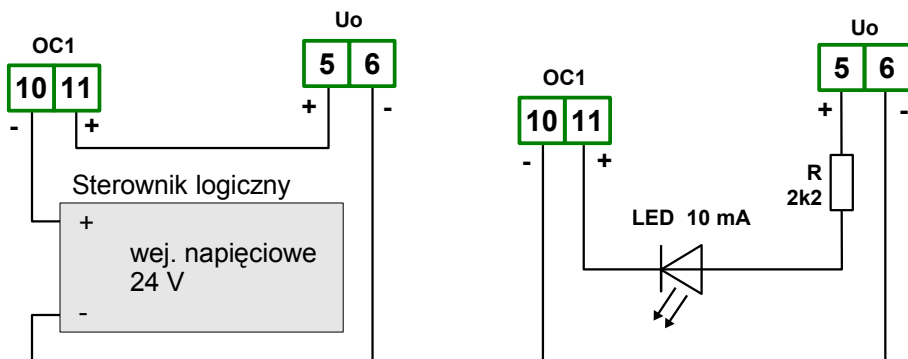 OC1
10 11
- +
Uo
5 6
+ -
Sterownik logiczny
+
wej. napięciowe
24 V
-
OC1
10 11
- +
Uo
5 6
+ -
R
2k2
LED 10 mA